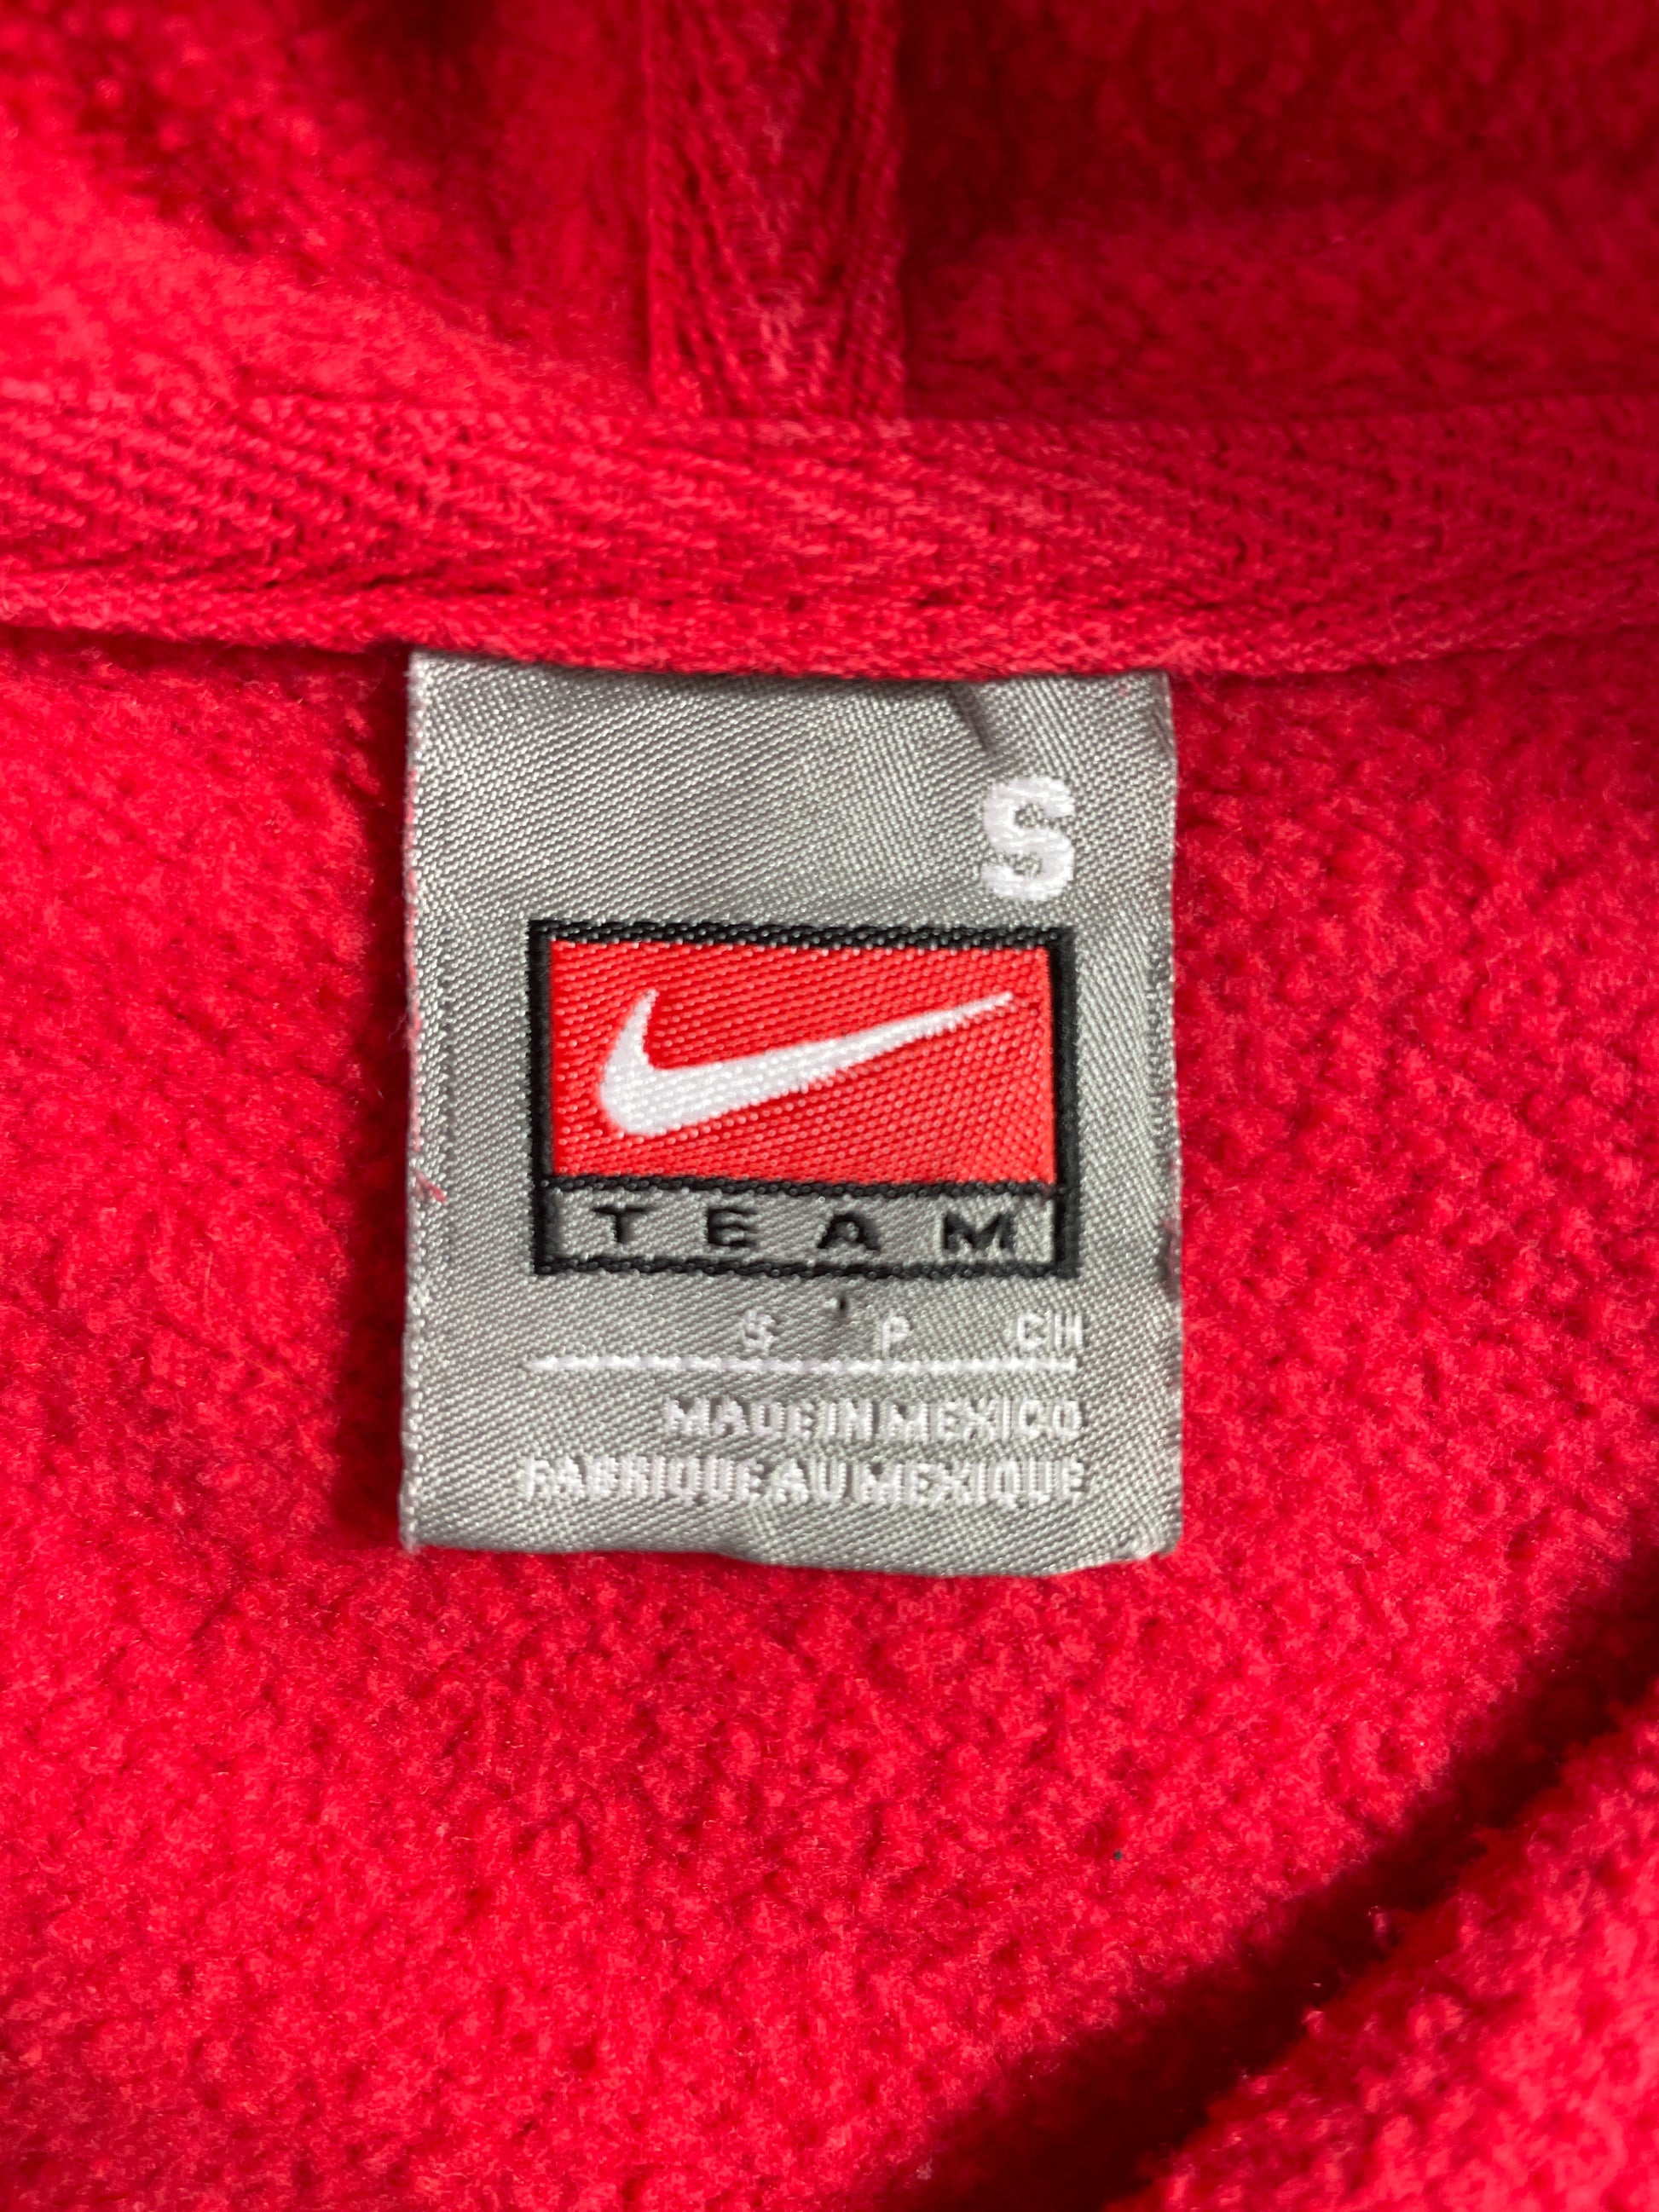 S
TEAM
S P CH
MADE IN MEXICO
FABRIQUE AU MEXIQUE